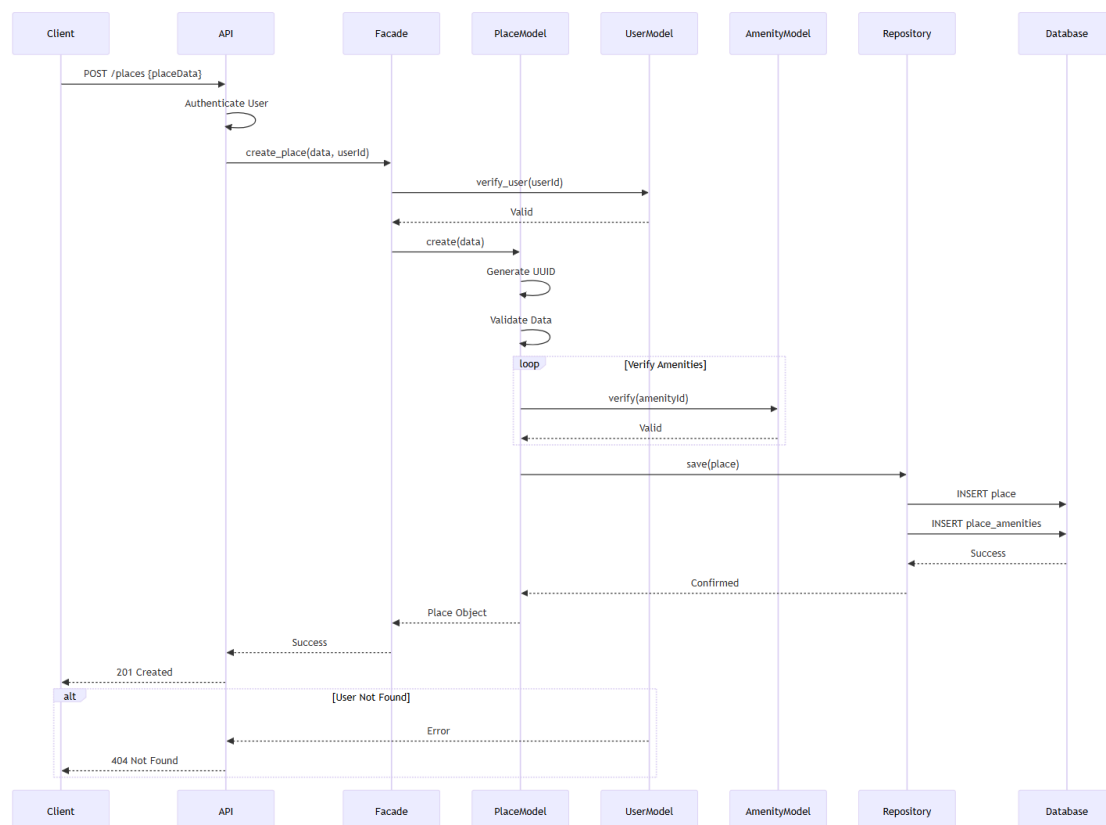 Client
API
Facade
PlaceModel
UserModel
AmenityModel
Repository
Database
POST /places {placeData}
Authenticate User
create_place(data, userId)
verify_user(userId)
Valid
create(data)
Generate UUID
Validate Data
loop
[Verify Amenities]
verify(amenityId)
Valid
save(place)
INSERT place
INSERT place_amenities
Success
Confirmed
Place Object
Success
201 Created
alt
[User Not Found]
Error
404 Not Found
Client
API
Facade
PlaceModel
UserModel
AmenityModel
Repository
Database